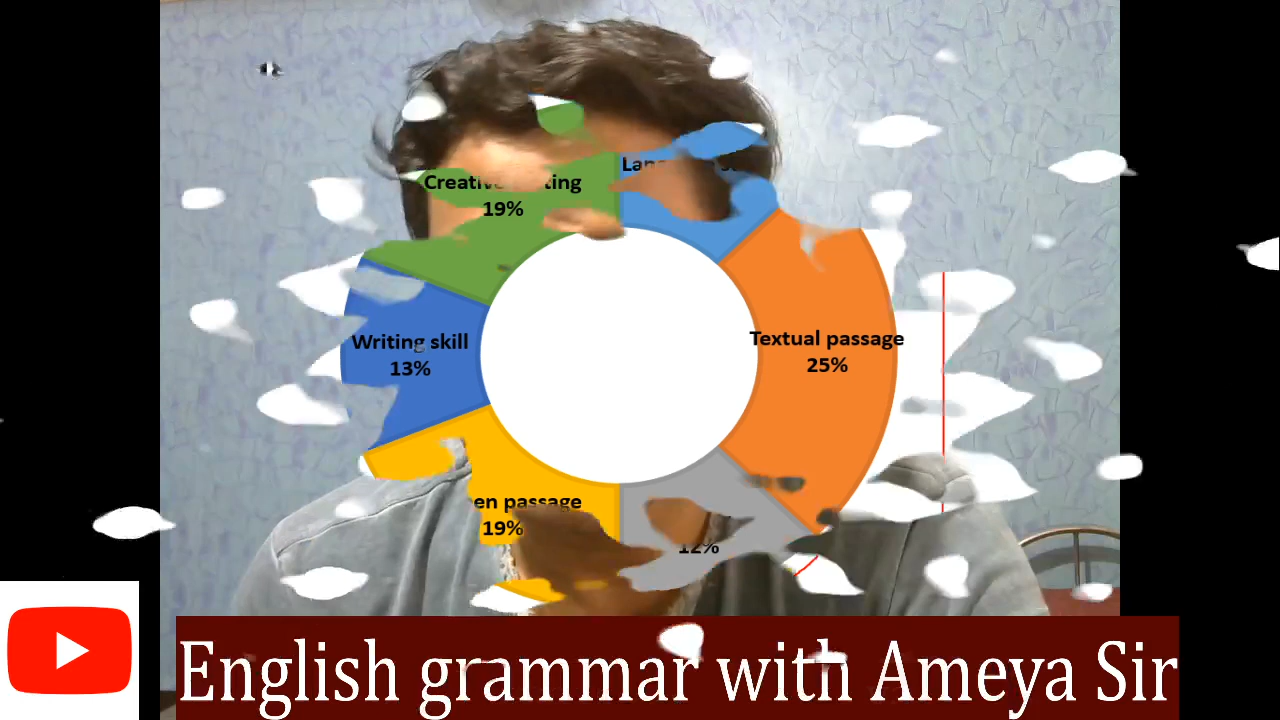 Creative
19%
Writing skill
13%
Textual passage
25%
passage
19%
12%
English grammar with Ameya Sir